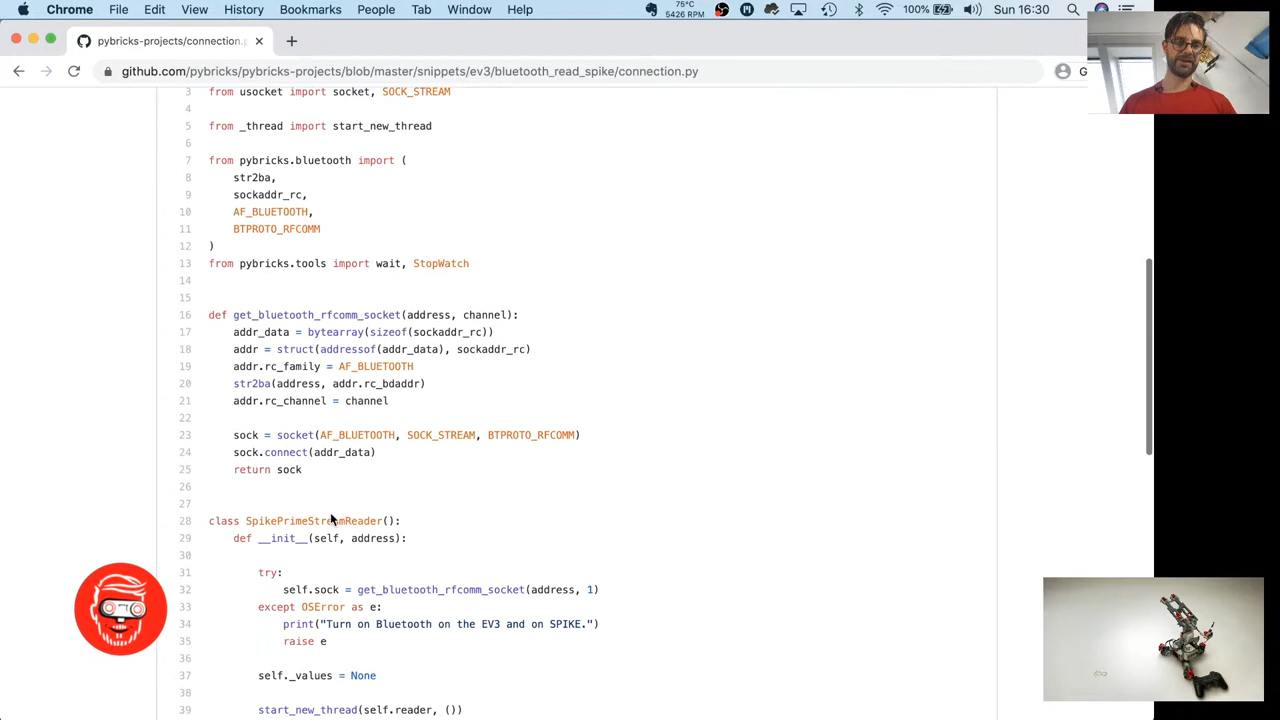 Chrome File Edit View History Bookmarks People Tab Window Help 75°C 5426 RPM 100% Sun 16:30
pybricks-projects/connection.p
github.com/pybricks/pybricks-projects/blob/master/snippets/ev3/bluetooth_read_spike/connection.py G
3 from usocket import socket, SOCK_STREAM
4
5 from _thread import start_new_thread
6
7 from pybricks.bluetooth import (
8 str2ba,
9 sockaddr_rc,
10 AF_BLUETOOTH,
11 BTPROTO_RFCOMM
12 )
13 from pybricks.tools import wait, StopWatch
14
15
16 def get_bluetooth_rfcomm_socket(address, channel):
17 addr_data = bytearray(sizeof(sockaddr_rc))
18 addr = struct(addressof(addr_data), sockaddr_rc)
19 addr.rc_family = AF_BLUETOOTH
20 str2ba(address, addr.rc_bdaddr)
21 addr.rc_channel = channel
22
23 sock = socket(AF_BLUETOOTH, SOCK_STREAM, BTPROTO_RFCOMM)
24 sock.connect(addr_data)
25 return sock
26
27
28 class SpikePrimeStreamReader():
29 def __init__(self, address):
30
31 try:
32 self.sock = get_bluetooth_rfcomm_socket(address, 1)
33 except OSError as e:
34 print("Turn on Bluetooth on the EV3 and on SPIKE.")
35 raise e
36
37 self._values = None
38
39 start_new_thread(self.reader, ())